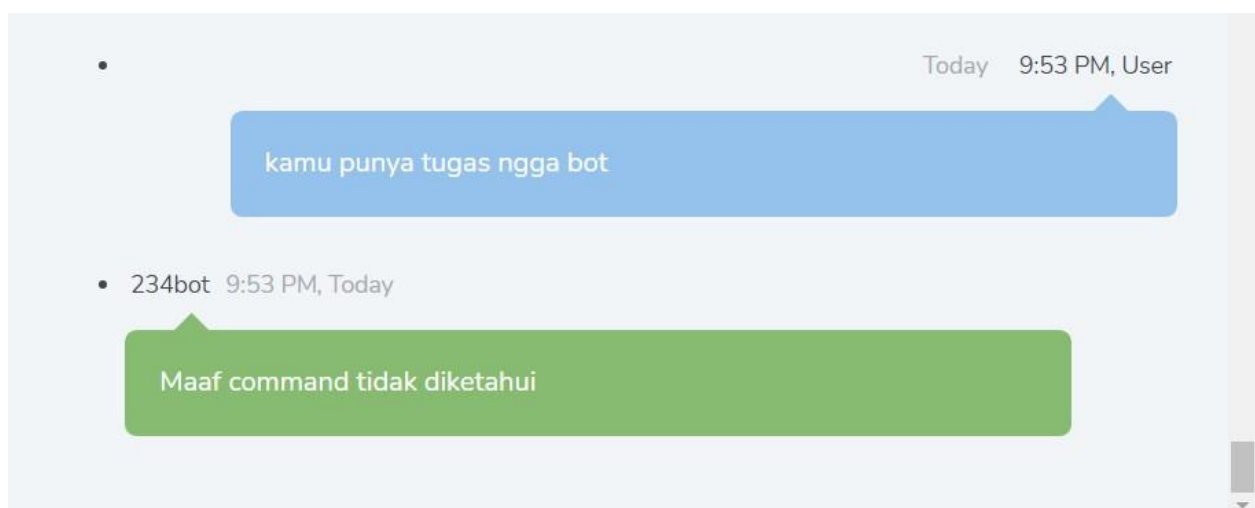 Today 9:53 PM, User
kamu punya tugas ngga bot
234bot 9:53 PM, Today
Maaf command tidak diketahui